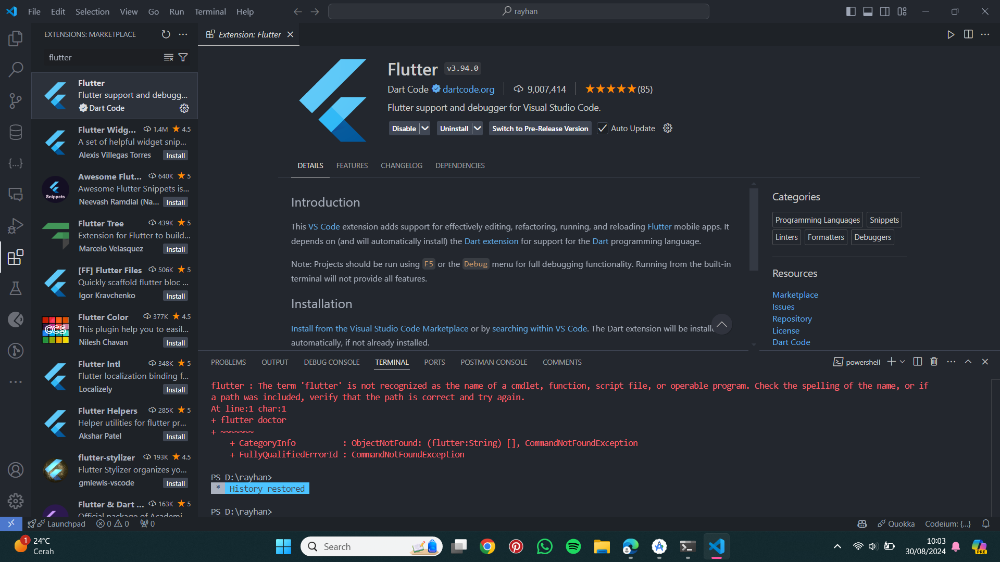 File Edit Selection View Go Run Terminal Help
rayhan
EXTENSIONS: MARKETPLACE
flutter
Flutter
Flutter support and debugg...
Dart Code
Flutter Widg... 1.4M 4.5
A set of helpful widget snip...
Alexis Villegas Torres Install
Awesome Flut... 640K 5
Snippets
Awesome Flutter Snippets is...
Neevash Ramdial (Na... Install
Flutter Tree 439K 5
Extension for Flutter to build...
Marcelo Velasquez Install
[FF] Flutter Files 506K 5
Quickly scaffold flutter bloc ...
Igor Kravchenko Install
Flutter Color 377K 4.5
CCS
This plugin help you to easil...
Nilesh Chavan Install
Flutter Intl 348K 5
Flutter localization binding f...
Localizely Install
Flutter Helpers 285K 5
Helper utilities for flutter pr...
Akshar Patel Install
flutter-stylizer 193K 4.5
Flutter Stylizer organizes yo...
gmlewis-vscode Install
Flutter & Dart ... 163K 5
Official package of Academi...
Extension: Flutter
Flutter v3.94.0
Dart Code dartcode.org 9,007,414 (85)
Flutter support and debugger for Visual Studio Code.
Disable Uninstall Switch to Pre-Release Version Auto Update
DETAILS FEATURES CHANGELOG DEPENDENCIES
Introduction
This VS Code extension adds support for effectively editing, refactoring, running, and reloading Flutter mobile apps. It
depends on (and will automatically install) the Dart extension for support for the Dart programming language.
Note: Projects should be run using F5 or the Debug menu for full debugging functionality. Running from the built-in
terminal will not provide all features.
Installation
Install from the Visual Studio Code Marketplace or by searching within VS Code. The Dart extension will be install
automatically, if not already installed.
Categories
Programming Languages Snippets
Linters Formatters Debuggers
Resources
Marketplace
Issues
Repository
License
Dart Code
PROBLEMS OUTPUT DEBUG CONSOLE TERMINAL PORTS POSTMAN CONSOLE COMMENTS
powershell
flutter : The term 'flutter' is not recognized as the name of a cmdlet, function, script file, or operable program. Check the spelling of the name, or if
a path was included, verify that the path is correct and try again.
At line:1 char:1
+ flutter doctor
+ ~~~~~~~
+ CategoryInfo : ObjectNotFound: (flutter:String) [], CommandNotFoundException
+ FullyQualifiedErrorId : CommandNotFoundException
PS D:\rayhan>
* History restored
PS D:\rayhan>
Launchpad 0 0 0
Quokka Codeium: {...}
1 24°C
Cerah
Search
10:03
30/08/2024
PRE